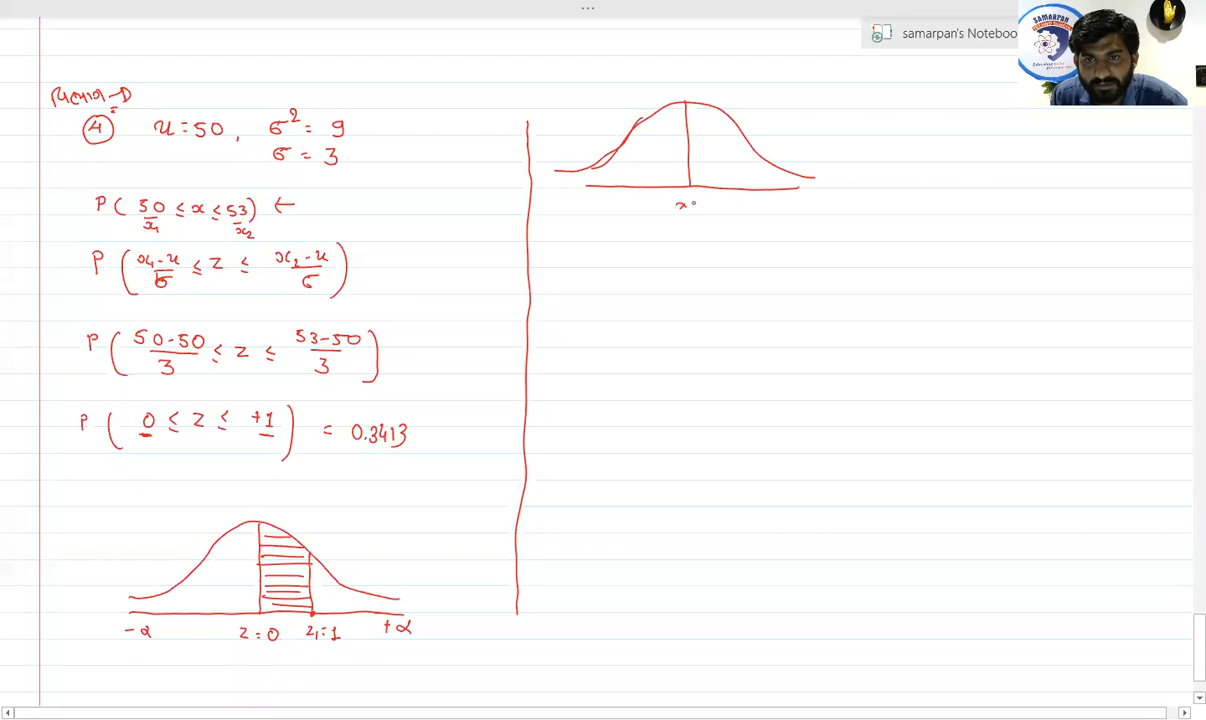 samarpan's Noteboo
SAMARPAN
④ u = 50, σ² = 9
σ = 3
P ( 50 ≤ x ≤ 53 ) ←
x₁ x₂
P ( x₁-u/σ ≤ z ≤ x₂-u/σ )
P ( 50-50/3 ≤ z ≤ 53-50/3 )
P ( 0 ≤ z ≤ +1 ) = 0.3413
-α z = 0 z₁ = 1 +α